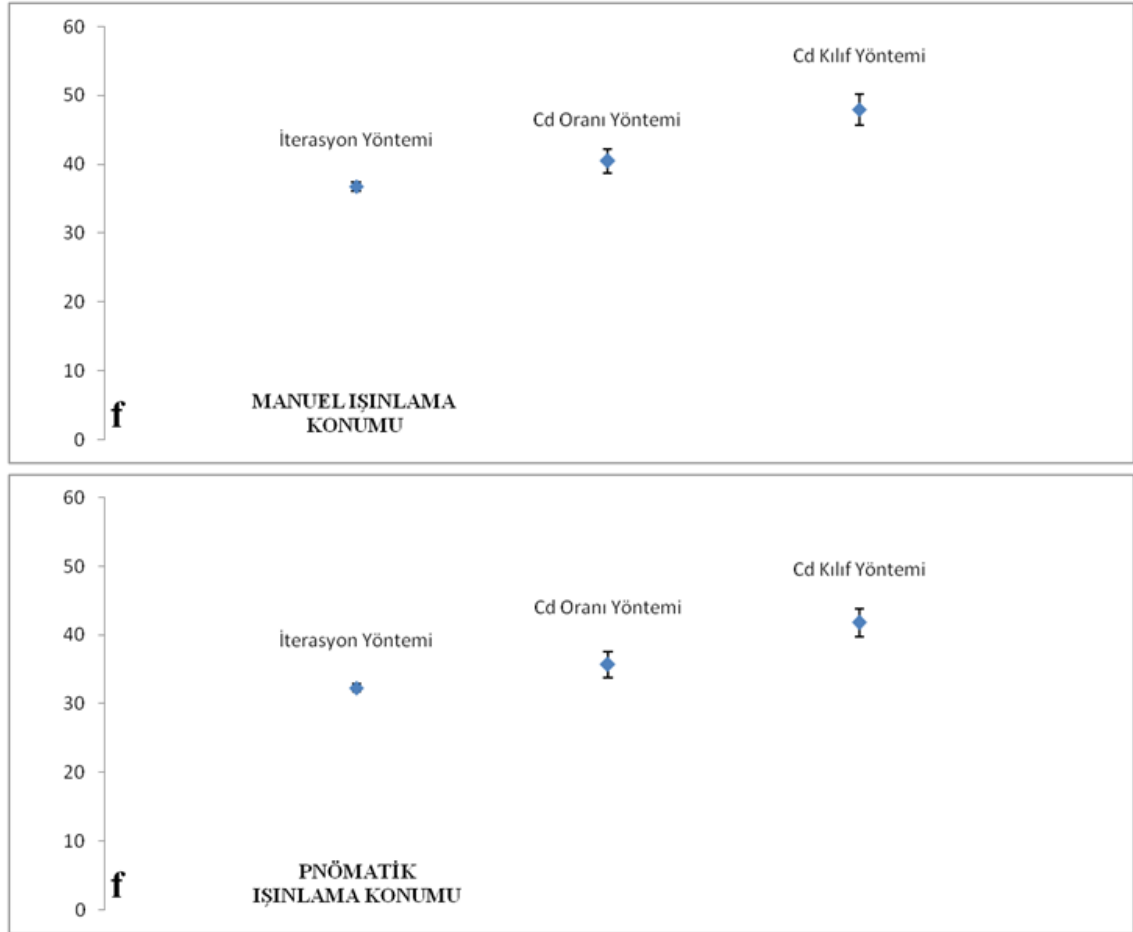 60
Cd Kılıf Yöntemi
50
Cd Oranı Yöntemi
İterasyon Yöntemi
40
30
20
10
MANUEL IŞINLAMA
KONUMU
f
0
60
Cd Kılıf Yöntemi
50
Cd Oranı Yöntemi
İterasyon Yöntemi
40
30
20
10
PNÖMATİK
IŞINLAMA KONUMU
f
0